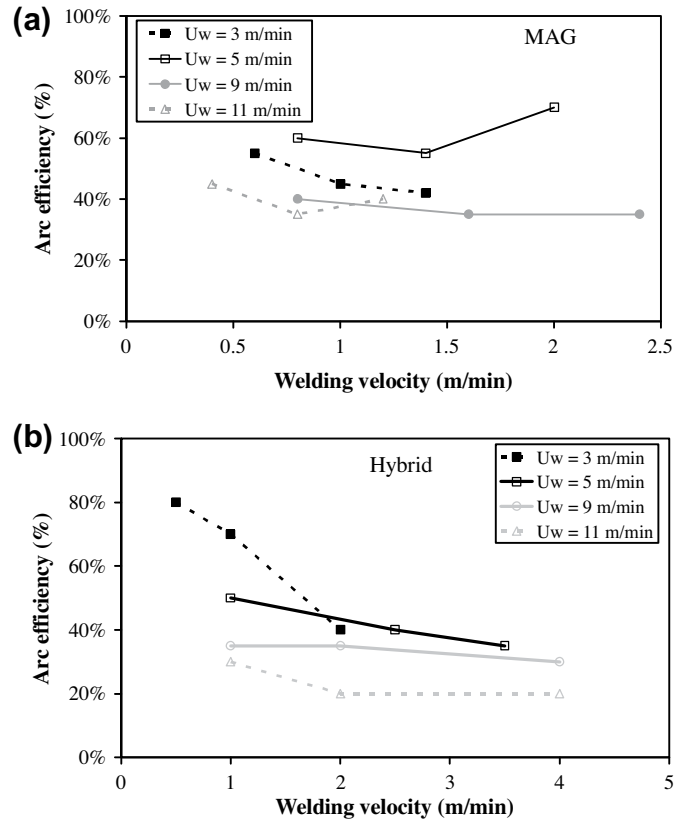 (a)
100%
80%
60%
40%
20%
0%
Arc efficiency (%)
Uw = 3 m/min
Uw = 5 m/min
Uw = 9 m/min
Uw = 11 m/min
MAG
0 0.5 1 1.5 2 2.5
Welding velocity (m/min)
(b)
100%
80%
60%
40%
20%
0%
Arc efficiency (%)
Hybrid
Uw = 3 m/min
Uw = 5 m/min
Uw = 9 m/min
Uw = 11 m/min
0 1 2 3 4 5
Welding velocity (m/min)